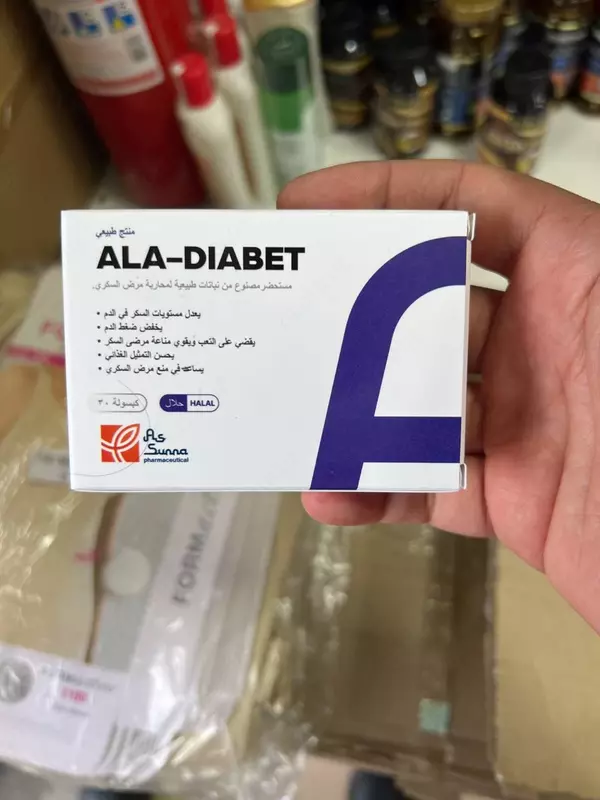 منتج طبيعي
ALA-DIABET
مستحضر مصنوع من نباتات طبيعية لمحاربة مرض السكري.
• يعدل مستويات السكر في الدم
• يخفض ضغط الدم
• يقضي على التعب ويقوي مناعة مرضى السكر
• يحسن التمثيل الغذائي
• يساعد في منع مرض السكري
كبسولة ٣٠
حلال HALAL
As
Sunna
pharmaceutical
FORM